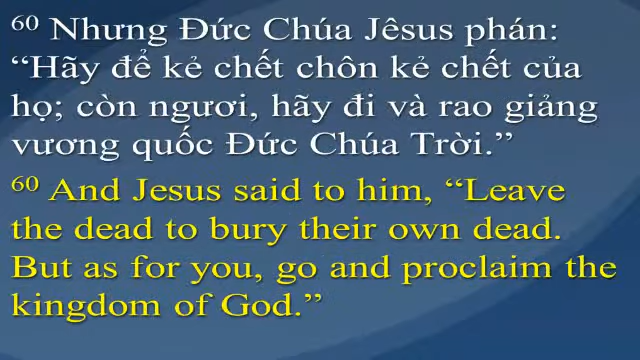 60 Nhưng Đức Chúa Jêsus phán:
“Hãy để kẻ chết chôn kẻ chết của
họ; còn ngươi, hãy đi và rao giảng
vương quốc Đức Chúa Trời.”
60 And Jesus said to him, “Leave
the dead to bury their own dead.
But as for you, go and proclaim the
kingdom of God.”